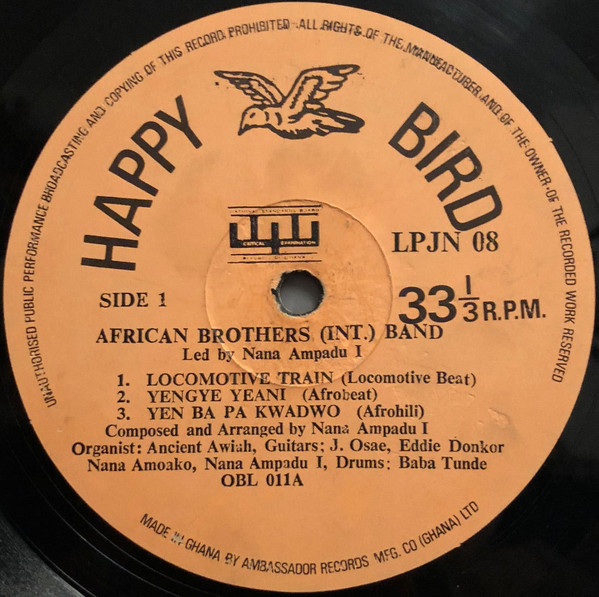 UNAUTHORISED PUBLIC PERFORMANCE BROADCASTING AND COPYING OF THIS RECORD PROHIBITED-ALL RIGHTS OF THE MANUFACTURER AND OF THE OWNER OF THE RECORDED WORK RESERVED
HAPPY BIRD
CRITICAL EXAMINATION
LPJN 08
SIDE 1
33 1/3 R.P.M.
AFRICAN BROTHERS (INT.) BAND
Led by Nana Ampadu I
1. LOCOMOTIVE TRAIN (Locomotive Beat)
2. YENGYE YEANI (Afrobeat)
3. YEN BA PA KWADWO (Afrohili)
Composed and Arranged by Nana Ampadu I
Organist: Ancient Awiah, Guitars; J. Osae, Eddie Donkor
Nana Amoako, Nana Ampadu I, Drums: Baba Tunde
OBL 011A
MADE IN GHANA BY AMBASSADOR RECORDS MFG. CO (GHANA) LTD